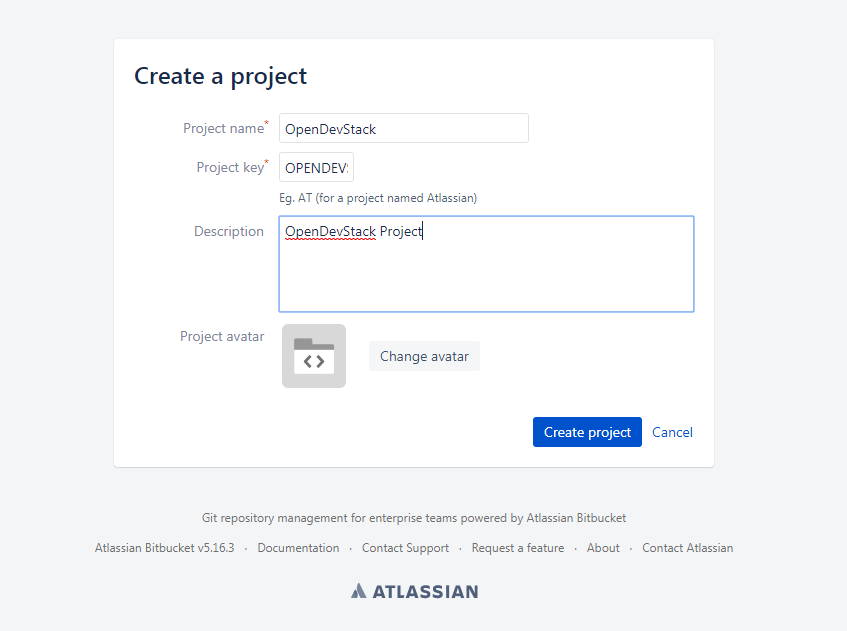 Create a project
Project name* OpenDevStack
Project key* OPENDEV
Eg. AT (for a project named Atlassian)
Description OpenDevStack Project
Project avatar Change avatar
Create project Cancel
Git repository management for enterprise teams powered by Atlassian Bitbucket
Atlassian Bitbucket v5.16.3 · Documentation · Contact Support · Request a feature · About · Contact Atlassian
ATLASSIAN